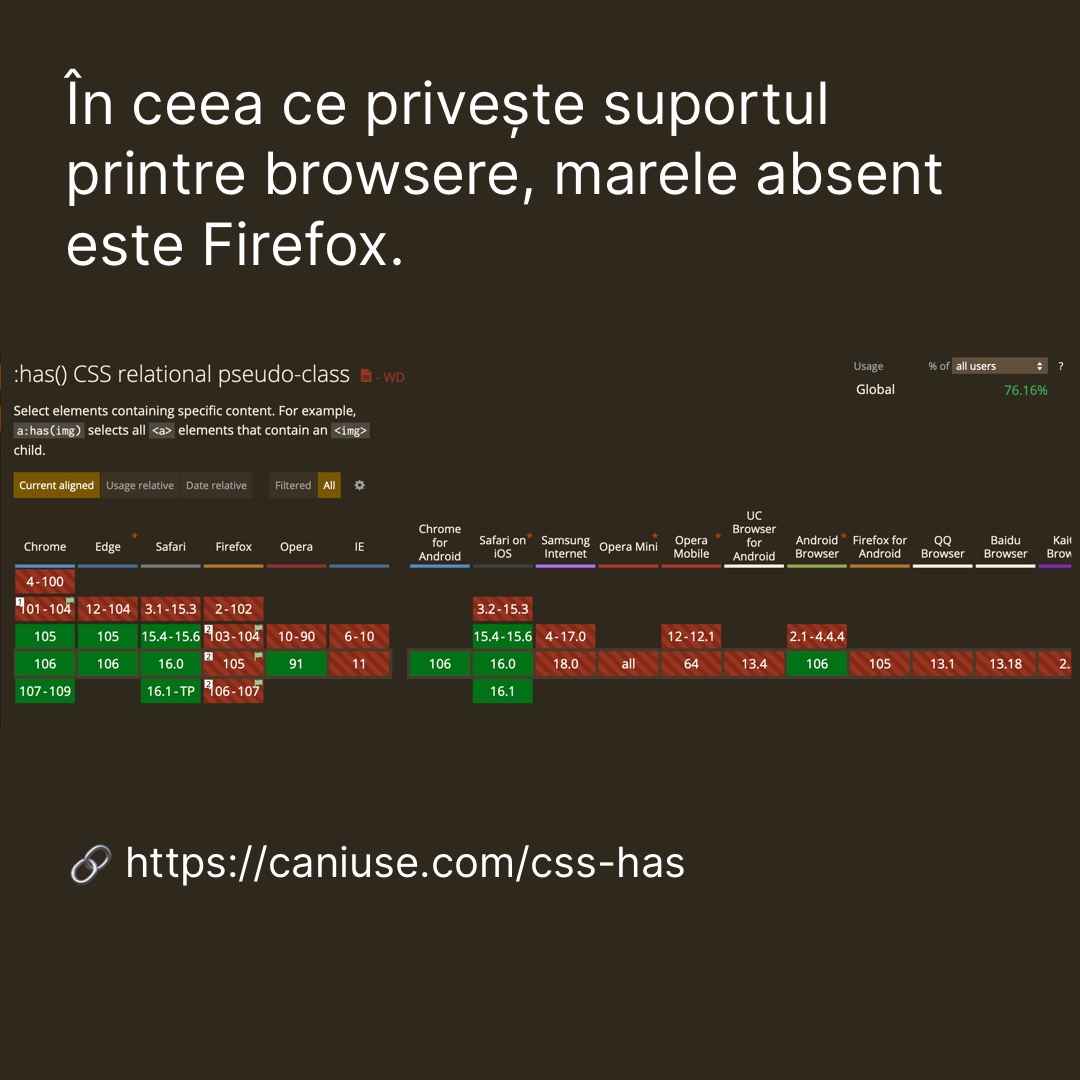 În ceea ce privește suportul
printre browsere, marele absent
este Firefox.
:has() CSS relational pseudo-class - WD
Usage % of all users ?
Global 76.16%
Select elements containing specific content. For example,
a:has(img) selects all <a> elements that contain an <img>
child.
Current aligned Usage relative Date relative Filtered All
Chrome Edge * Safari Firefox Opera IE Chrome for Android Safari on iOS * Samsung Internet Opera Mini * Opera Mobile * UC Browser for Android Android Browser * Firefox for Android QQ Browser Baidu Browser
4-100
1 101-104 12-104 3.1-15.3 2-102 3.2-15.3
105 105 15.4-15.6 2 103-104 10-90 6-10 15.4-15.6 4-17.0 12-12.1 2.1-4.4.4
106 106 16.0 2 105 91 11 106 16.0 18.0 all 64 13.4 106 105 13.1 13.18 2.
107-109 16.1-TP 2 106-107 16.1
https://caniuse.com/css-has